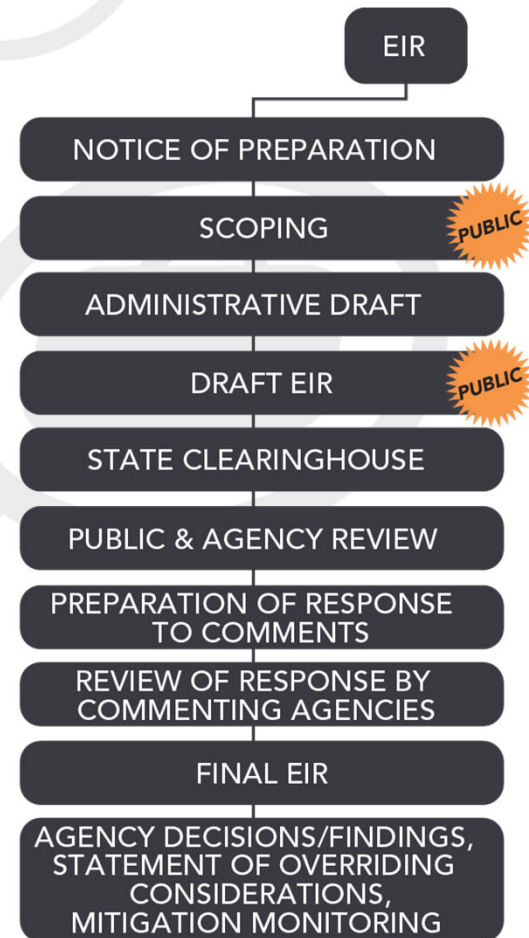 EIR
NOTICE OF PREPARATION
SCOPING
PUBLIC
ADMINISTRATIVE DRAFT
DRAFT EIR
PUBLIC
STATE CLEARINGHOUSE
PUBLIC & AGENCY REVIEW
PREPARATION OF RESPONSE
TO COMMENTS
REVIEW OF RESPONSE BY
COMMENTING AGENCIES
FINAL EIR
AGENCY DECISIONS/FINDINGS,
STATEMENT OF OVERRIDING
CONSIDERATIONS,
MITIGATION MONITORING